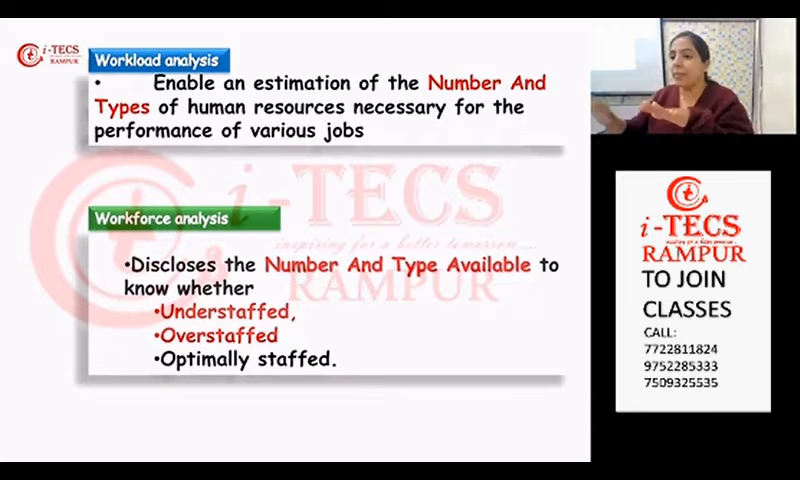 i-TECS
RAMPUR
Workload analysis
• Enable an estimation of the Number And
Types of human resources necessary for the
performance of various jobs
i-TECS
inspiring for a better tomorrow....
RAMPUR
Workforce analysis
•Discloses the Number And Type Available to
know whether
•Understaffed,
•Overstaffed
•Optimally staffed.
i-TECS
RAMPUR
TO JOIN
CLASSES
CALL:
7722811824
9752285333
7509325535